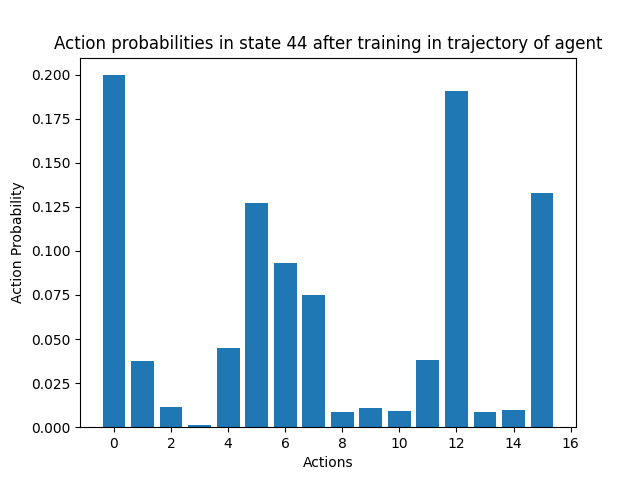 Action probabilities in state 44 after training in trajectory of agent
0.200
0.175
0.150
0.125
0.100
0.075
0.050
0.025
0.000
Action Probability
0 2 4 6 8 10 12 14 16
Actions